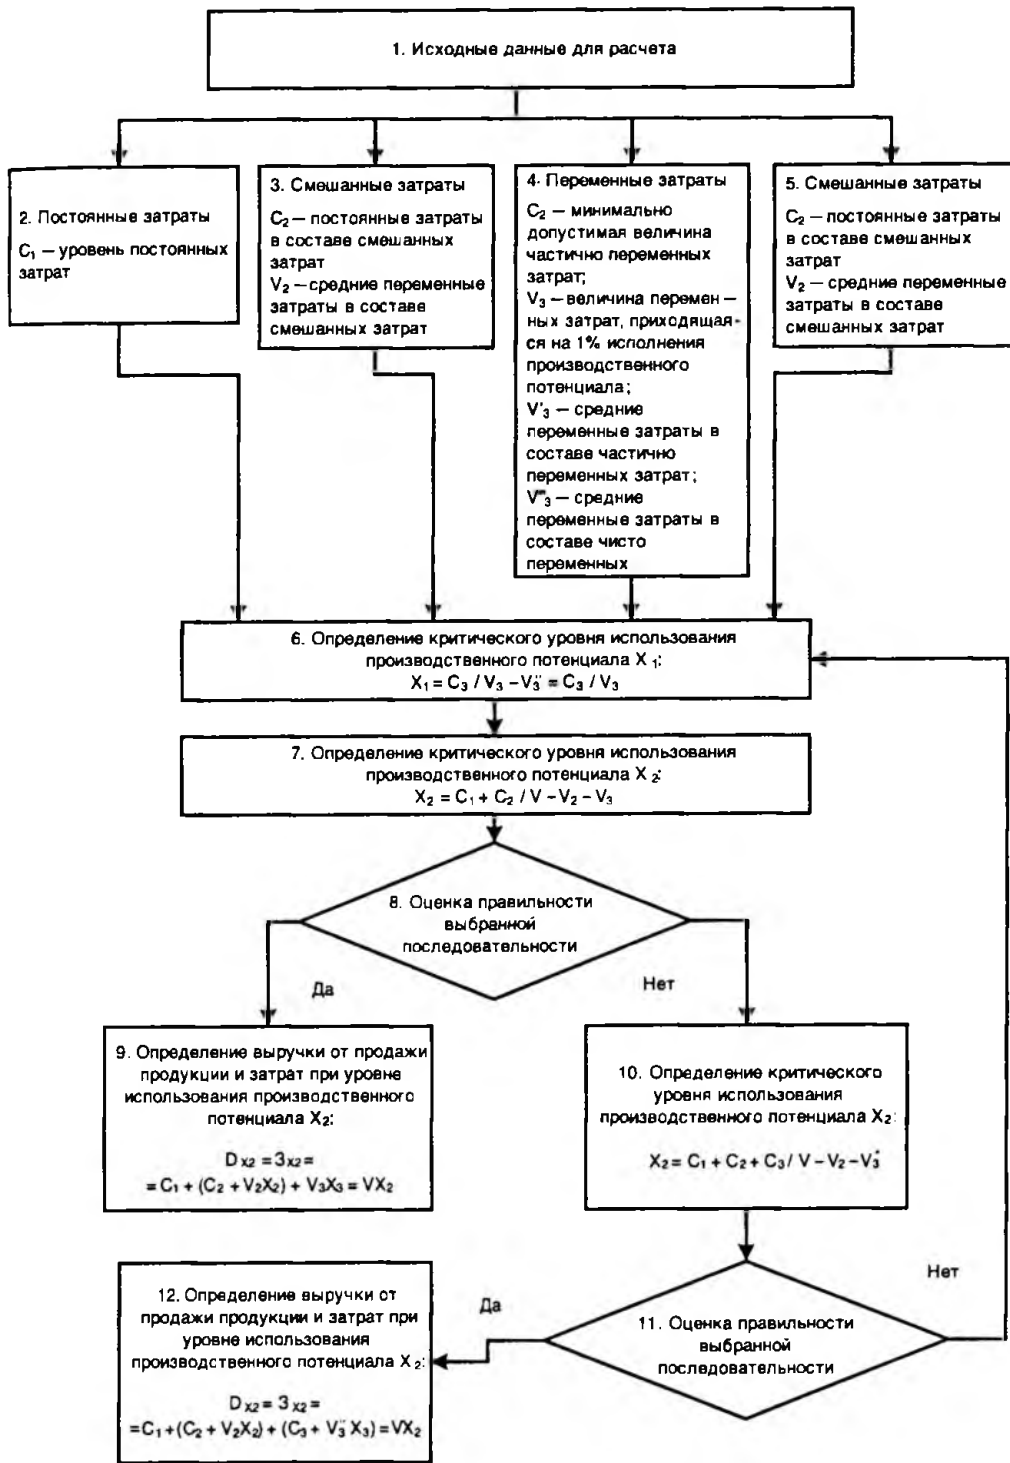 1. Исходные данные для расчета
2. Постоянные затраты
C₁ — уровень постоянных
затрат
3. Смешанные затраты
C₂ — постоянные затраты
в составе смешанных
затрат
V₂ — средние переменные
затраты в составе
смешанных затрат
4. Переменные затраты
C₂ — минимально
допустимая величина
частично переменных
затрат;
V₃ — величина перемен —
ных затрат, приходящая-
ся на 1% исполнения
производственного
потенциала;
V'₃ — средние
переменные затраты в
составе частично
переменных затрат;
V"₃ — средние
переменные затраты в
составе чисто
переменных
5. Смешанные затраты
C₂ — постоянные затраты
в составе смешанных
затрат
V₂ — средние переменные
затраты в составе
смешанных затрат
6. Определение критического уровня использования
производственного потенциала X₁:
X₁ = C₃ / V₃ – V₃¨ = C₃ / V₃
7. Определение критического уровня использования
производственного потенциала X₂:
X₂ = C₁ + C₂ / V – V₂ – V₃
8. Оценка правильности
выбранной
последовательности
Да
Нет
9. Определение выручки от продажи
продукции и затрат при уровне
использования производственного
потенциала X₂:
D x₂ = З x₂ =
= C₁ + (C₂ + V₂X₂) + V₃X₃ = VX₂
10. Определение критического
уровня использования
производственного потенциала X₂:
X₂ = C₁ + C₂ + C₃ / V – V₂ – V₃¨
11. Оценка правильности
выбранной
последовательности
Да
Нет
12. Определение выручки от
продажи продукции и затрат при
уровне использования
производственного потенциала X₂:
D x₂ = З x₂ =
= C₁ + (C₂ + V₂X₂) + (C₃ + V₃¨ X₃) = VX₂